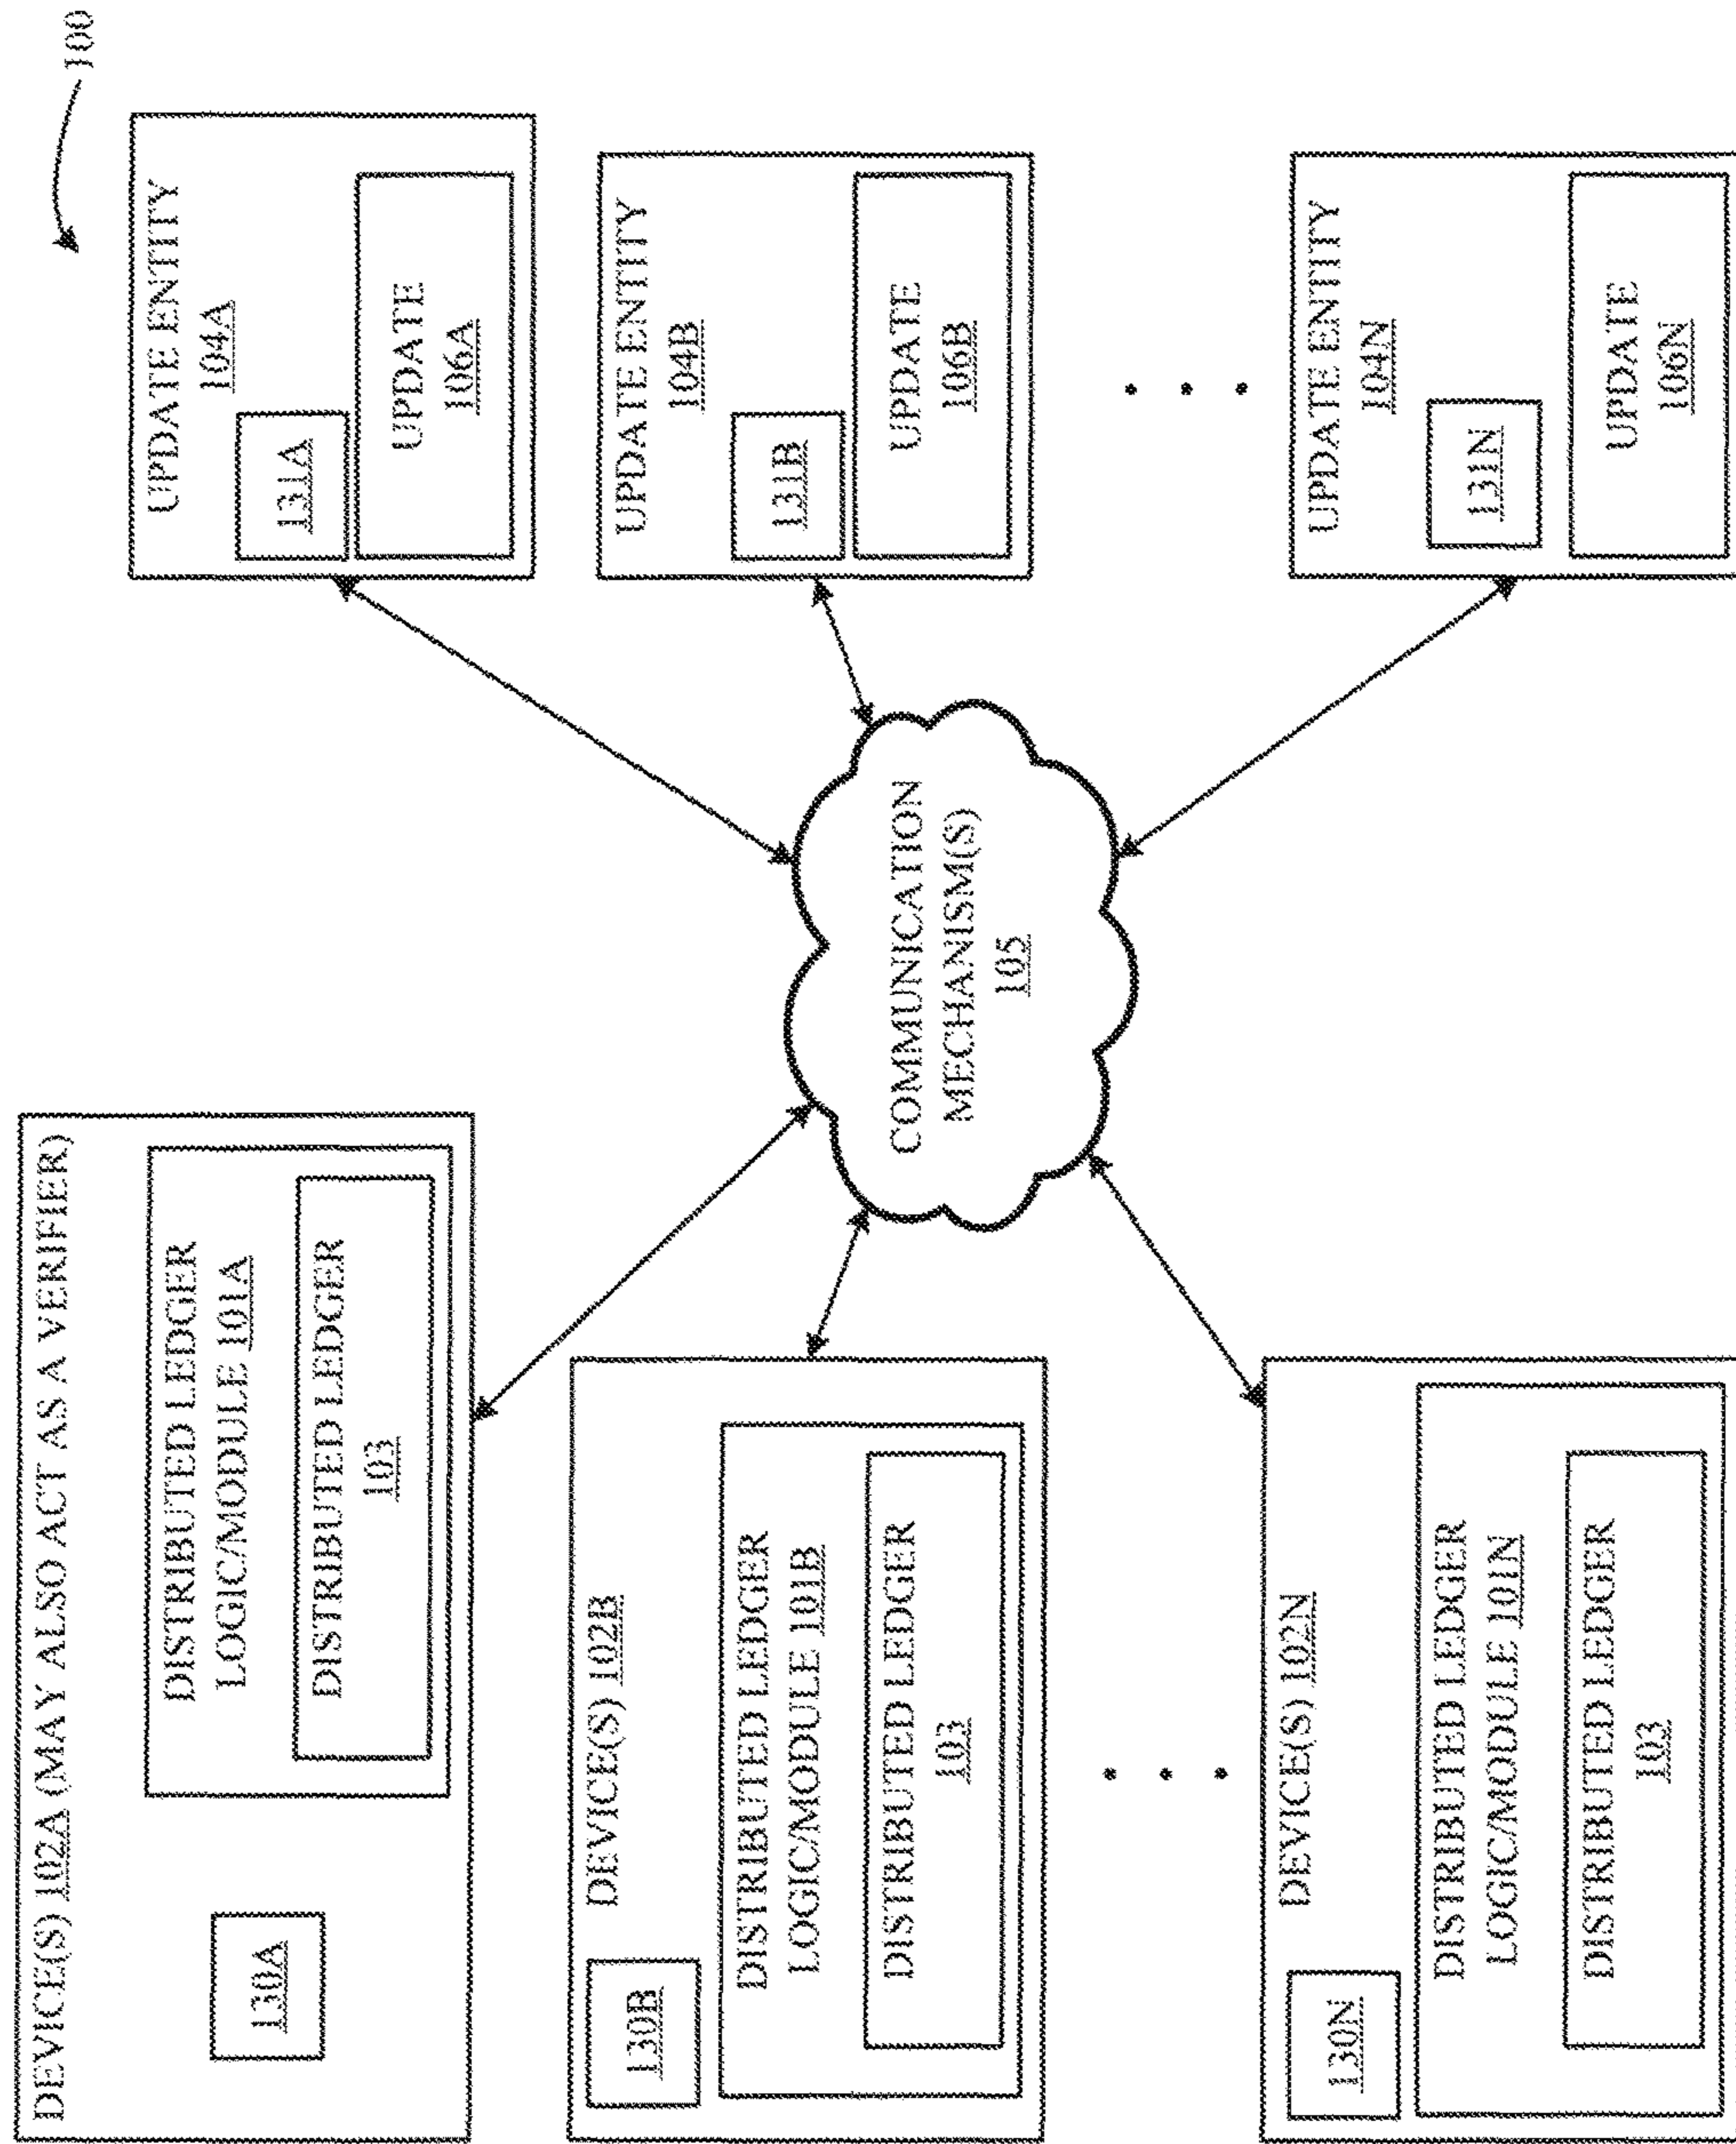 100
DEVICE(S) 102A (MAY ALSO ACT AS A VERIFIER)
130A
DISTRIBUTED LEDGER
LOGIC/MODULE 101A
DISTRIBUTED LEDGER
103
DEVICE(S) 102B
130B
DISTRIBUTED LEDGER
LOGIC/MODULE 101B
DISTRIBUTED LEDGER
103
DEVICE(S) 102N
130N
DISTRIBUTED LEDGER
LOGIC/MODULE 101N
DISTRIBUTED LEDGER
103
COMMUNICATION
MECHANISM(S)
105
UPDATE ENTITY
104A
131A
UPDATE
106A
UPDATE ENTITY
104B
131B
UPDATE
106B
UPDATE ENTITY
104N
131N
UPDATE
106N